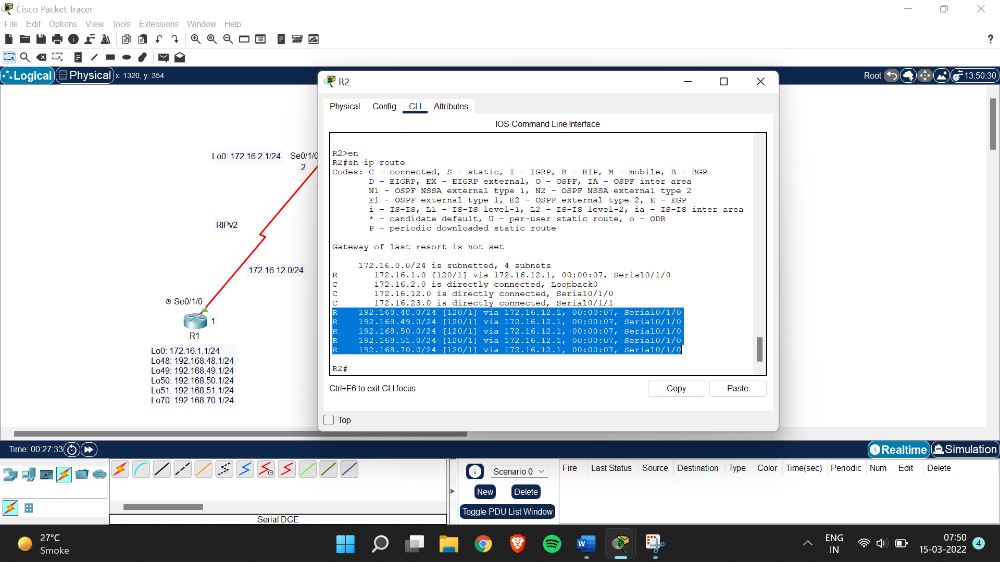 Cisco Packet Tracer
File Edit Options View Tools Extensions Window Help
?
Logical Physical x: 1320, y: 354
Root 13:50:30
R2
Physical Config CLI Attributes
IOS Command Line Interface
R2>en
R2#sh ip route
Codes: C - connected, S - static, I - IGRP, R - RIP, M - mobile, B - BGP
D - EIGRP, EX - EIGRP external, O - OSPF, IA - OSPF inter area
N1 - OSPF NSSA external type 1, N2 - OSPF NSSA external type 2
E1 - OSPF external type 1, E2 - OSPF external type 2, E - EGP
i - IS-IS, L1 - IS-IS level-1, L2 - IS-IS level-2, ia - IS-IS inter area
* - candidate default, U - per-user static route, o - ODR
P - periodic downloaded static route
Gateway of last resort is not set
172.16.0.0/24 is subnetted, 4 subnets
R 172.16.1.0 [120/1] via 172.16.12.1, 00:00:07, Serial0/1/0
C 172.16.2.0 is directly connected, Loopback0
C 172.16.12.0 is directly connected, Serial0/1/0
C 172.16.23.0 is directly connected, Serial0/1/1
R 192.168.48.0/24 [120/1] via 172.16.12.1, 00:00:07, Serial0/1/0
R 192.168.49.0/24 [120/1] via 172.16.12.1, 00:00:07, Serial0/1/0
R 192.168.50.0/24 [120/1] via 172.16.12.1, 00:00:07, Serial0/1/0
R 192.168.51.0/24 [120/1] via 172.16.12.1, 00:00:07, Serial0/1/0
R 192.168.70.0/24 [120/1] via 172.16.12.1, 00:00:07, Serial0/1/0
R2#
Ctrl+F6 to exit CLI focus
Copy Paste
Top
Lo0: 172.16.2.1/24 Se0/1/0
.2
RIPv2
172.16.12.0/24
Se0/1/0
.1
R1
Lo0: 172.16.1.1/24
Lo48: 192.168.48.1/24
Lo49: 192.168.49.1/24
Lo50: 192.168.50.1/24
Lo51: 192.168.51.1/24
Lo70: 192.168.70.1/24
Time: 00:27:33
Realtime Simulation
Scenario 0
New Delete
Toggle PDU List Window
Fire Last Status Source Destination Type Color Time(sec) Periodic Num Edit Delete
Serial DCE
27°C
Smoke
ENG
IN
07:50
15-03-2022
4